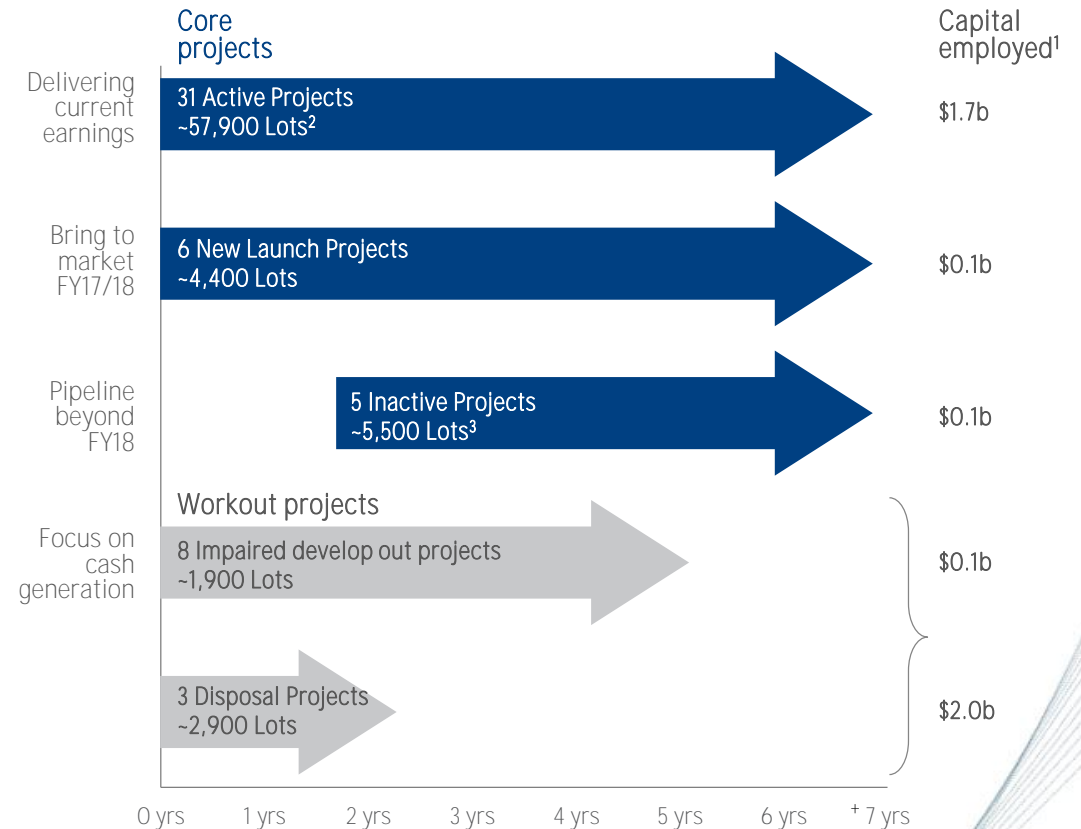 Core
projects
Capital
employed¹
Delivering
current
earnings
31 Active Projects
~57,900 Lots²
$1.7b
Bring to
market
FY17/18
6 New Launch Projects
~4,400 Lots
$0.1b
Pipeline
beyond
FY18
5 Inactive Projects
~5,500 Lots³
$0.1b
Workout projects
Focus on
cash
generation
8 Impaired develop out projects
~1,900 Lots
$0.1b
3 Disposal Projects
~2,900 Lots
$2.0b
0 yrs 1 yrs 2 yrs 3 yrs 4 yrs 5 yrs 6 yrs + 7 yrs